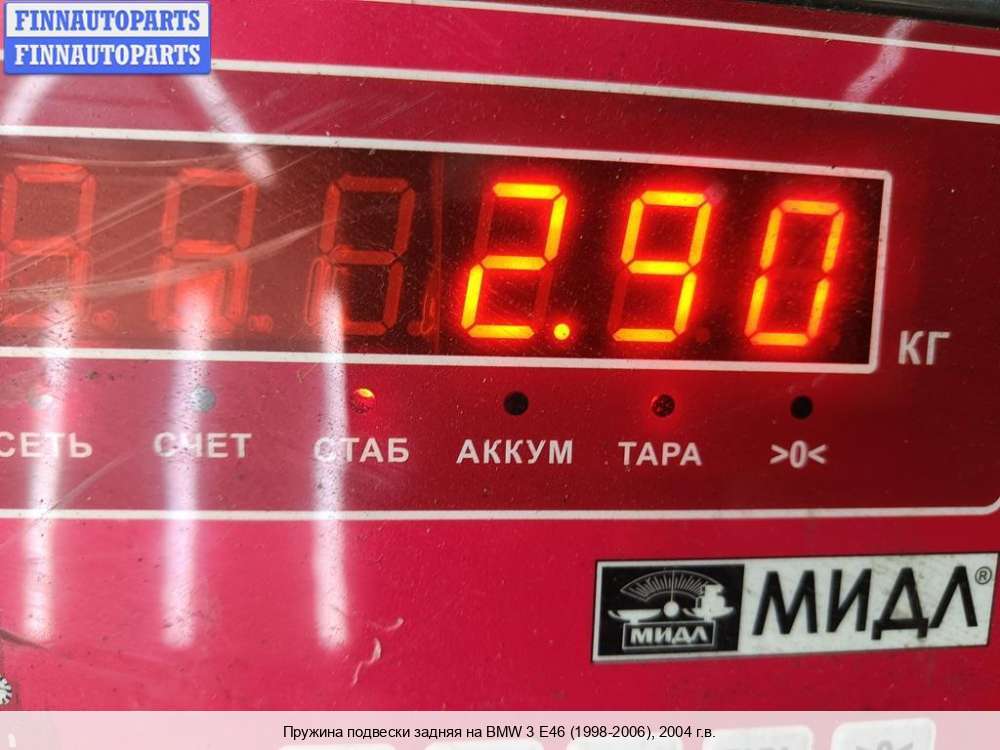 FINNAUTOPARTS
FINNAUTOPARTS
2.90
КГ
СЕТЬ СЧЕТ СТАБ АККУМ ТАРА >0<
МИДЛ МИДЛ®
Пружина подвески задняя на BMW 3 E46 (1998-2006), 2004 г.в.